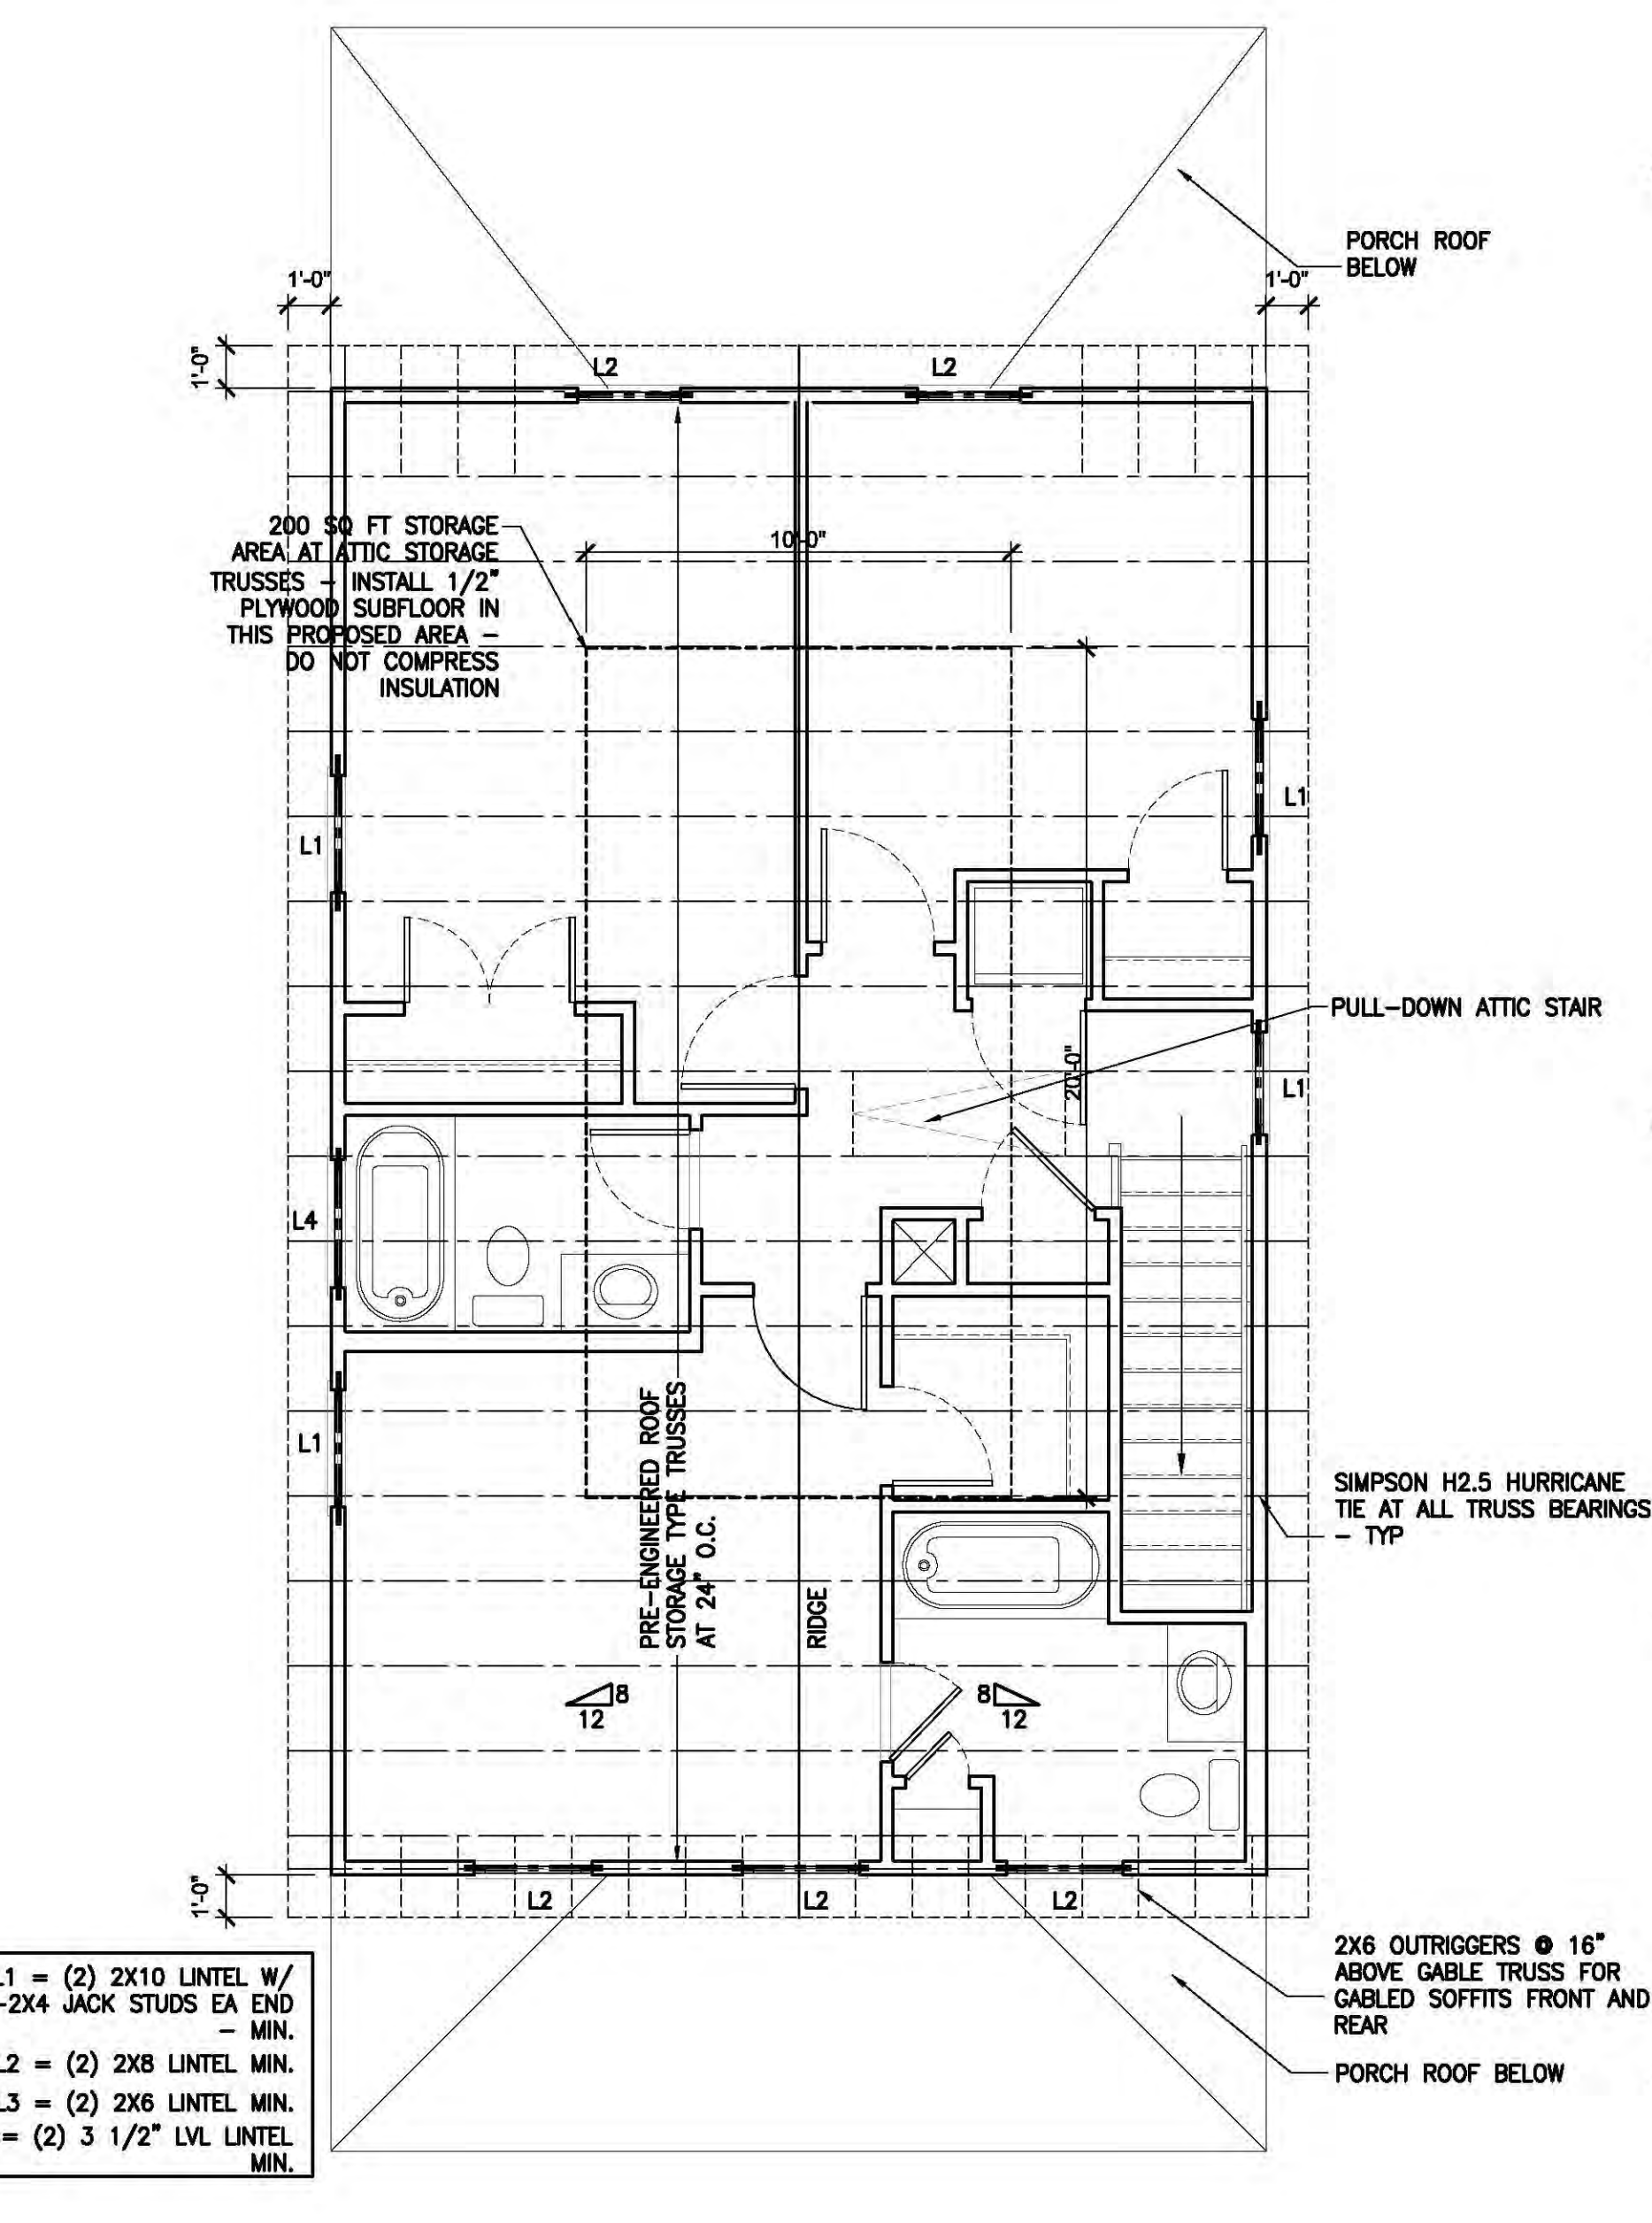 PORCH ROOF
BELOW
1'-0"
1'-0"
1'-0"
L2
L2
200 SQ FT STORAGE
AREA AT ATTIC STORAGE
TRUSSES - INSTALL 1/2"
PLYWOOD SUBFLOOR IN
THIS PROPOSED AREA -
DO NOT COMPRESS
INSULATION
10'-0"
L1
L1
PULL-DOWN ATTIC STAIR
20'-0"
L1
L4
L1
PRE-ENGINEERED ROOF
STORAGE TYPE TRUSSES
AT 24" O.C.
RIDGE
SIMPSON H2.5 HURRICANE
TIE AT ALL TRUSS BEARINGS
- TYP
8
12
8
12
1'-0"
L2
L2
L2
2X6 OUTRIGGERS @ 16"
ABOVE GABLE TRUSS FOR
GABLED SOFFITS FRONT AND
REAR
PORCH ROOF BELOW
L1 = (2) 2X10 LINTEL W/
-2X4 JACK STUDS EA END
- MIN.
L2 = (2) 2X8 LINTEL MIN.
L3 = (2) 2X6 LINTEL MIN.
= (2) 3 1/2" LVL LINTEL
MIN.